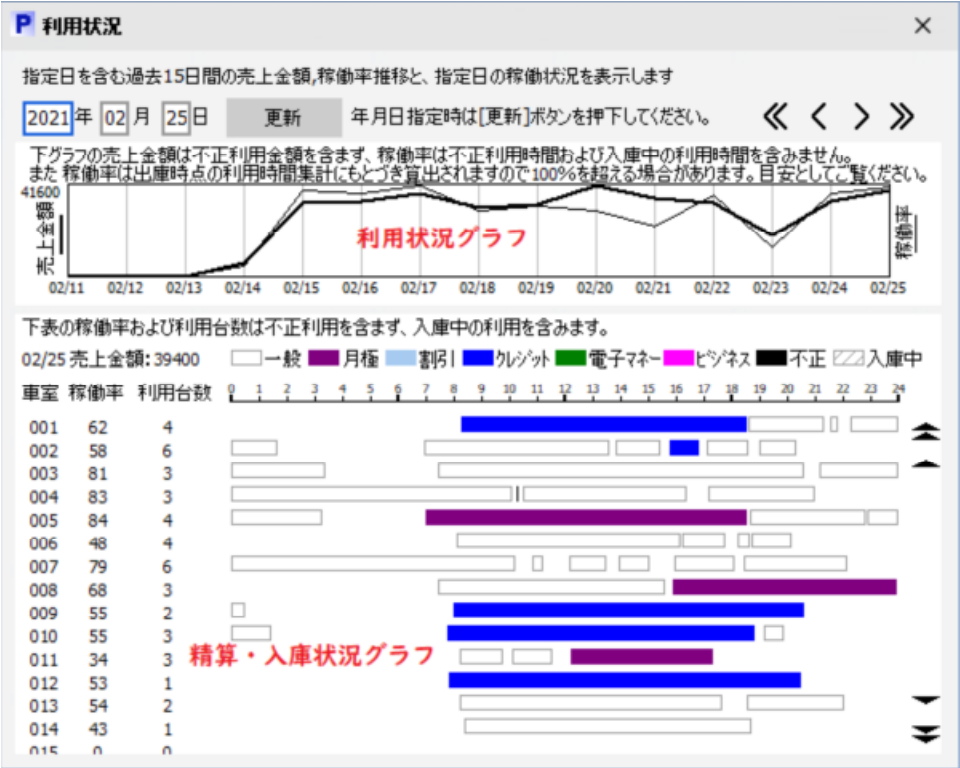 P 利用状況
指定日を含む過去15日間の売上金額,稼働率推移と、指定日の稼働状況を表示します
2021年 02月 25日 更新 年月日指定時は[更新]ボタンを押下してください。
下グラフの売上金額は不正利用金額を含まず、稼働率は不正利用時間および入庫中の利用時間を含みません。
また 稼働率は出庫時点の利用時間集計にもとづき算出されますので100%を超える場合があります。目安としてご覧ください。
41600
売上金額
稼働率
利用状況グラフ
02/11 02/12 02/13 02/14 02/15 02/16 02/17 02/18 02/19 02/20 02/21 02/22 02/23 02/24 02/25
下表の稼働率および利用台数は不正利用を含まず、入庫中の利用を含みます。
02/25 売上金額:39400 一般 月極 割引 クレジット 電子マネー ビジネス 不正 入庫中
車室 稼働率 利用台数 0 1 2 3 4 5 6 7 8 9 10 11 12 13 14 15 16 17 18 19 20 21 22 23 24
001 62 4
002 58 6
003 81 3
004 83 3
005 84 4
006 48 4
007 79 6
008 68 3
009 55 2
010 55 3
011 34 3
精算・入庫状況グラフ
012 53 1
013 54 2
014 43 1
015 0 0